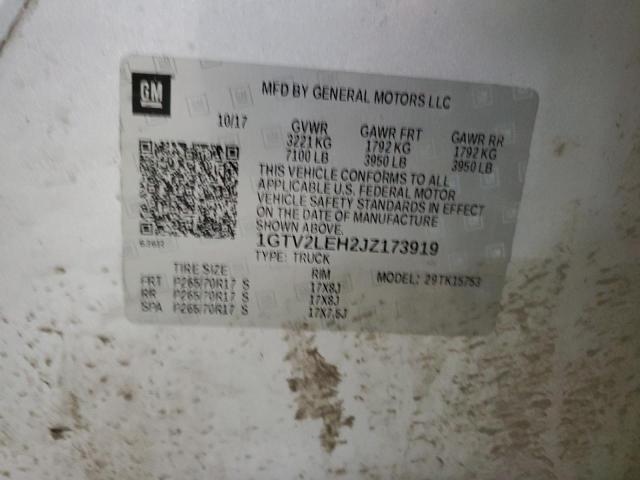 GM
MFD BY GENERAL MOTORS LLC
10/17
GVWR GAWR FRT GAWR RR
3221 KG 1792 KG 1792 KG
7100 LB 3950 LB 3950 LB
THIS VEHICLE CONFORMS TO ALL
APPLICABLE U.S. FEDERAL MOTOR
VEHICLE SAFETY STANDARDS IN EFFECT
ON THE DATE OF MANUFACTURE
SHOWN ABOVE.
1GTV2LEH2JZ173919
TYPE: TRUCK
MODEL: 29TK15753
TIRE SIZE RIM
FRT P265/70R17 S 17X8J
RR P265/70R17 S 17X8J
SPA P265/70R17 S 17X7.5J